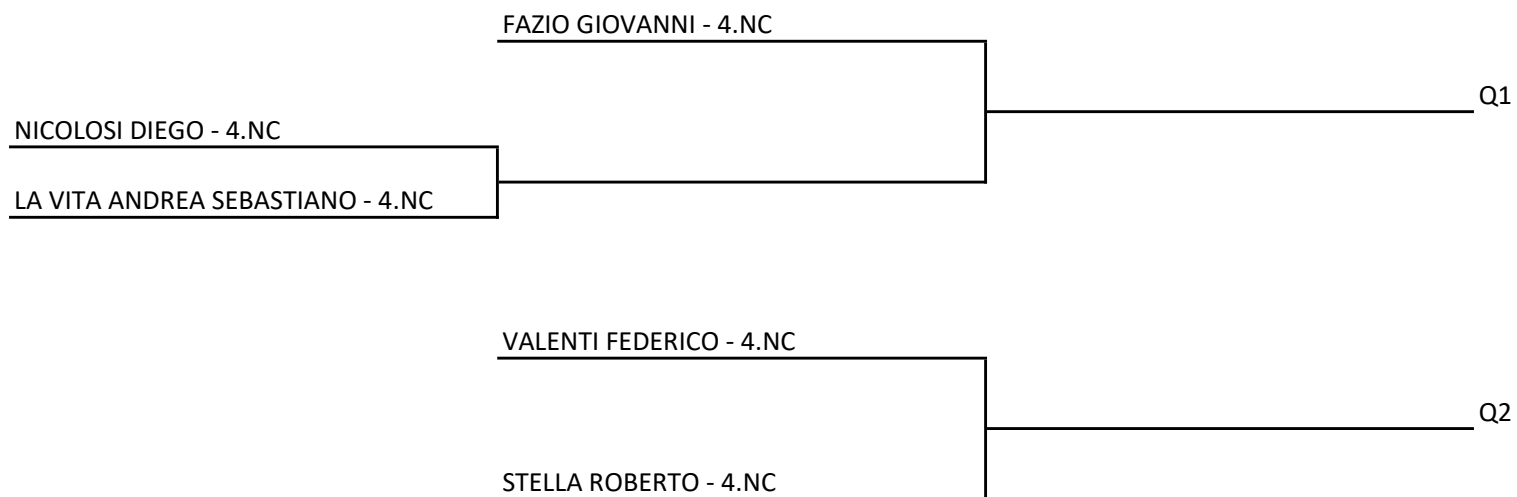 FAZIO GIOVANNI - 4.NC
Q1
NICOLOSI DIEGO - 4.NC
LA VITA ANDREA SEBASTIANO - 4.NC
VALENTI FEDERICO - 4.NC
Q2
STELLA ROBERTO - 4.NC